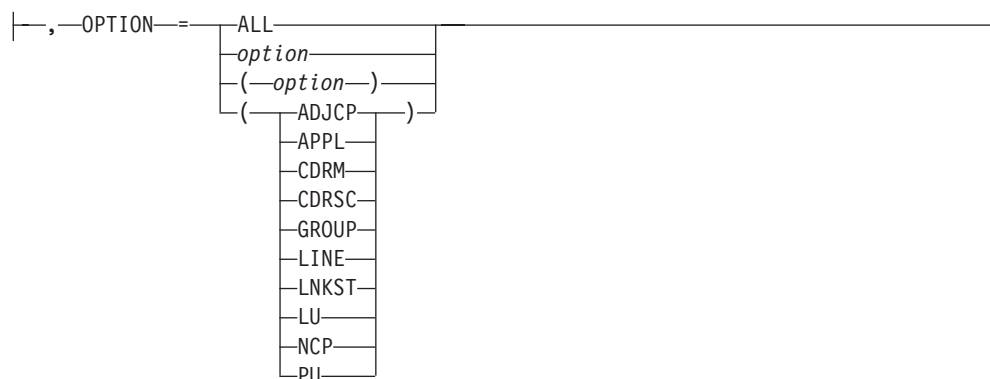 , OPTION = ALL
option
( option )
( ADJCP )
APPL
CDRM
CDRSC
GROUP
LINE
LNKST
LU
NCP
PU